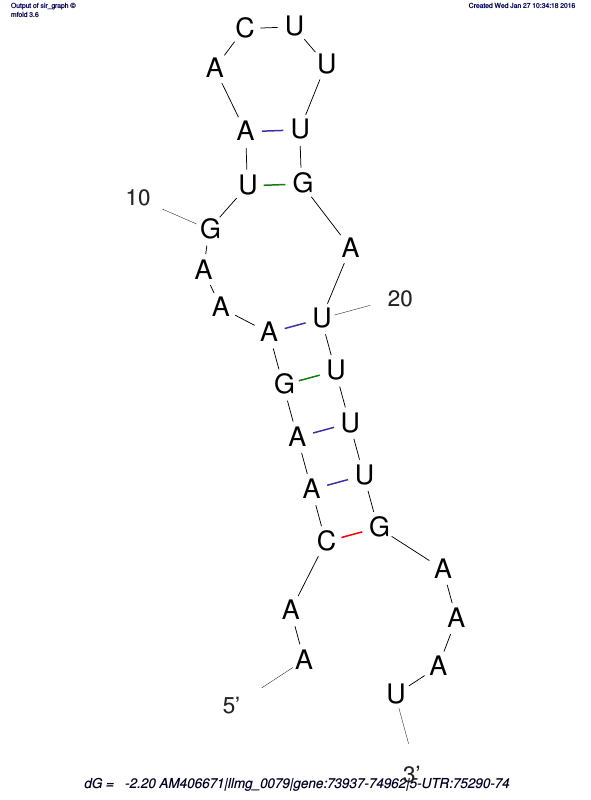 Output of sir_graph ©
mfold 3.6
Created Wed Jan 27 10:34:18 2016
C U
A U
A U
10 U G
G A
A
A
20
A U
G U
A U
A U
C G
A
A A
A
A
U
5'
3'
dG = -2.20 AM406671|llmg_0079|gene:73937-74962|5-UTR:75290-74